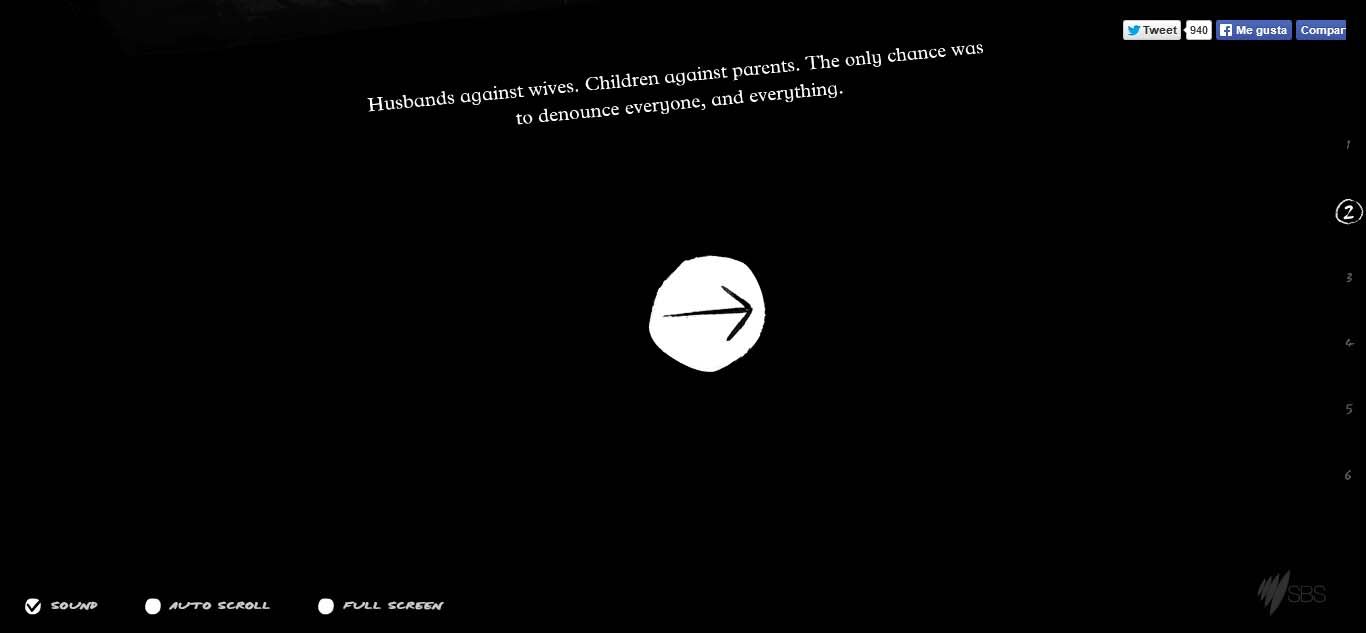 Tweet
940
Me gusta
Compar
Husbands against wives. Children against parents. The only chance was
to denounce everyone, and everything.
1
2
3
4
5
6
SOUND
AUTO SCROLL
FULL SCREEN
SBS